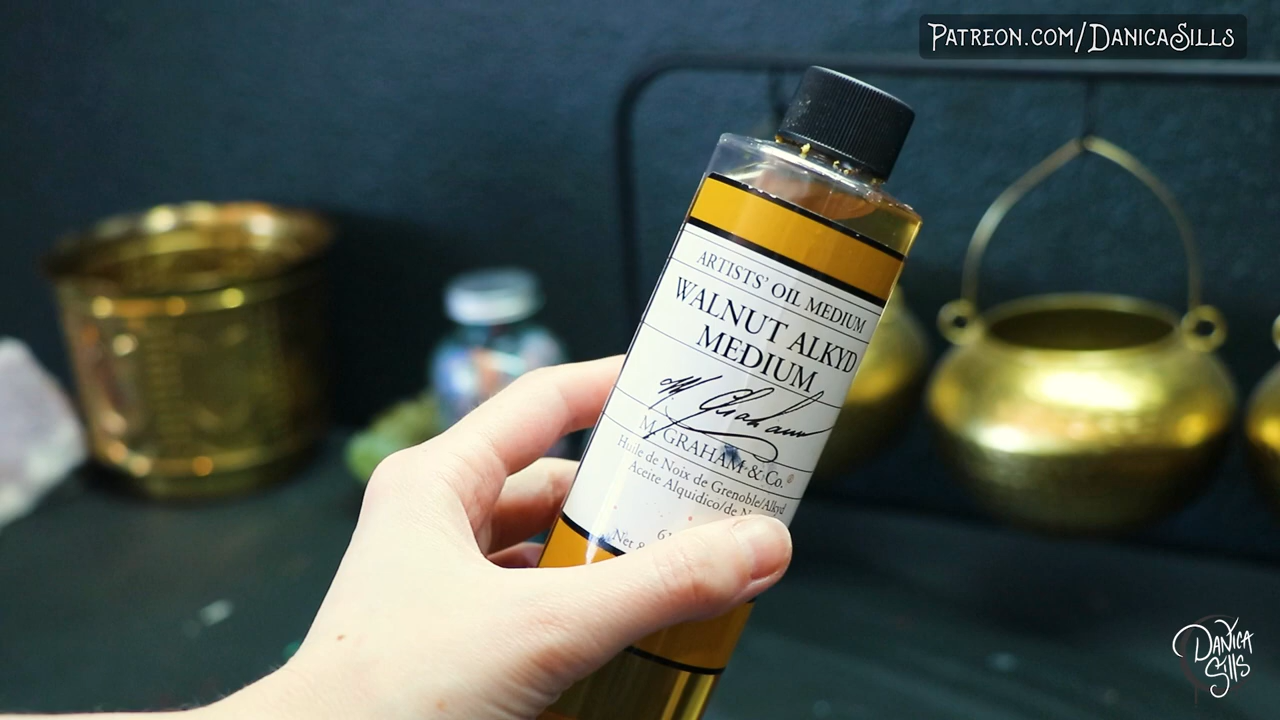 PATREON.COM/DANICASILLS
ARTISTS' OIL MEDIUM
WALNUT ALKYD
MEDIUM
M. Graham
M. GRAHAM & Co.®
Huile de Noix de Grenoble/Alkyd
Aceite Alquidico/de
Net
DANICA
SILLS